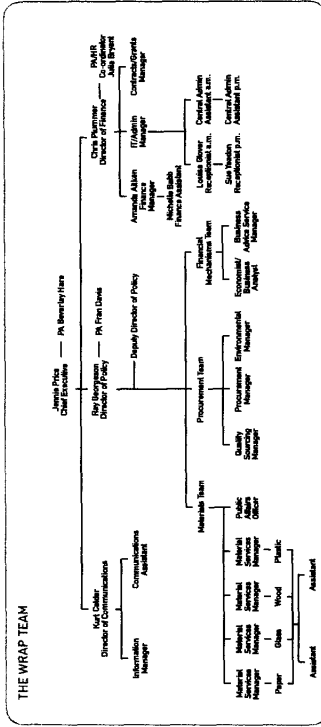 THE WRAP TEAM
Jennie Price
Chief Executive
PA Beverley Hare
Kurt Calder
Director of Communications
Information
Manager
Communications
Assistant
Ray Georgeson
Director of Policy
PA Fran Davis
Deputy Director of Policy
Chris Plummer
Director of Finance
PA/HR
Co-ordinator
Julie Bryant
Amanda Aitken
Finance
Manager
Michelle Babb
Finance Assistant
IT/Admin
Manager
Contracts/Grants
Manager
Louise Glover
Receptionist a.m.
Sue Yeadon
Receptionist p.m.
Central Admin
Assistant a.m.
Central Admin
Assistant p.m.
Materials Team
Material
Services
Manager
Paper
Material
Services
Manager
Glass
Material
Services
Manager
Wood
Material
Services
Manager
Plastic
Public
Affairs
Officer
Assistant
Assistant
Procurement Team
Quality
Sourcing
Manager
Procurement
Manager
Environmental
Manager
Financial
Mechanisms Team
Economist/
Business
Analyst
Business
Advice Service
Manager